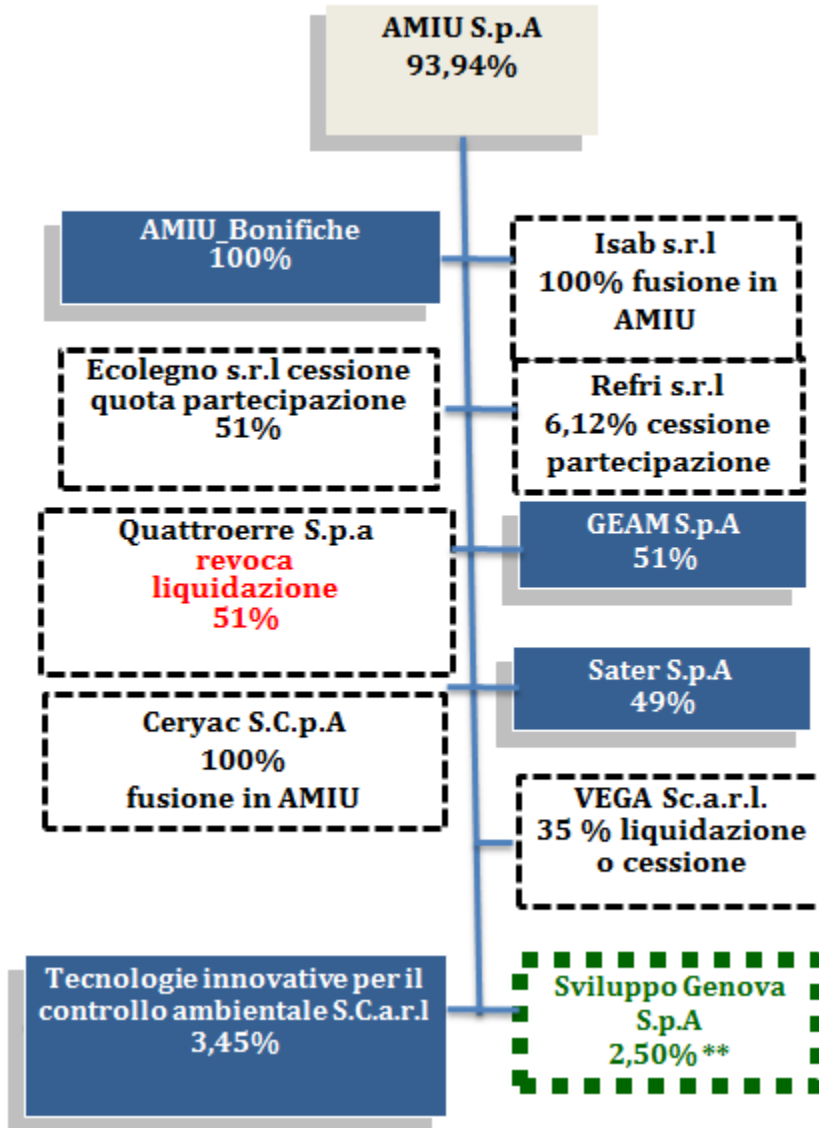 AMIU S.p.A
93,94%
AMIU_Bonifiche
100%
Isab s.r.l
100% fusione in
AMIU
Ecolegno s.r.l cessione
quota partecipazione
51%
Refri s.r.l
6,12% cessione
partecipazione
Quattroerre S.p.a
revoca
liquidazione
51%
GEAM S.p.A
51%
Sater S.p.A
49%
Ceryac S.C.p.A
100%
fusione in AMIU
VEGA Sc.a.r.l.
35 % liquidazione
o cessione
Tecnologie innovative per il
controllo ambientale S.C.a.r.l
3,45%
Sviluppo Genova
S.p.A
2,50% **